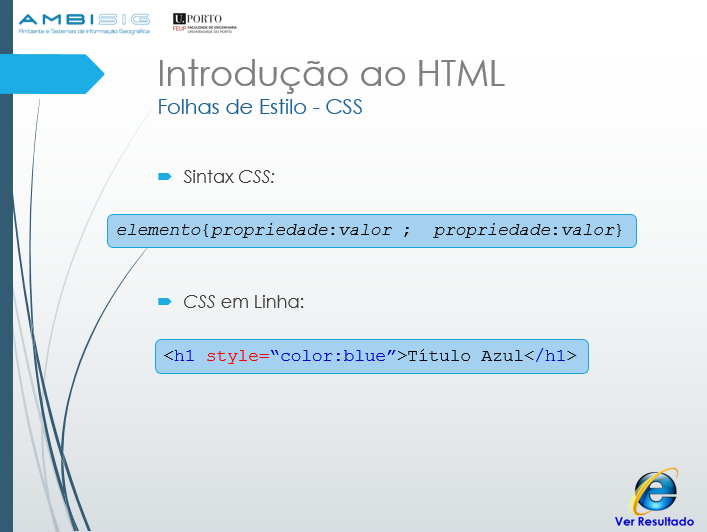 AMBISIG
Ambiente e Sistemas de Informação Geográfica
U. PORTO
FEUP FACULDADE DE ENGENHARIA
UNIVERSIDADE DO PORTO
Introdução ao HTML
Folhas de Estilo - CSS
Sintax CSS:
elemento{propriedade:valor ; propriedade:valor}
CSS em Linha:
<h1 style=“color:blue”>Título Azul</h1>
Ver Resultado